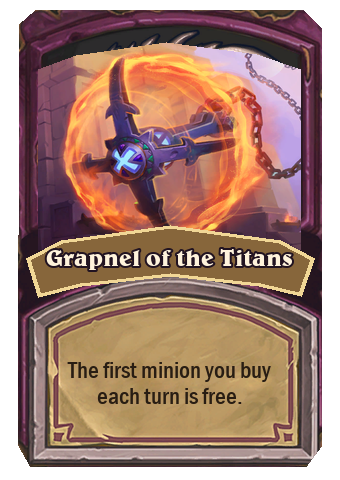 Grapnel of the Titans
The first minion you buy
each turn is free.